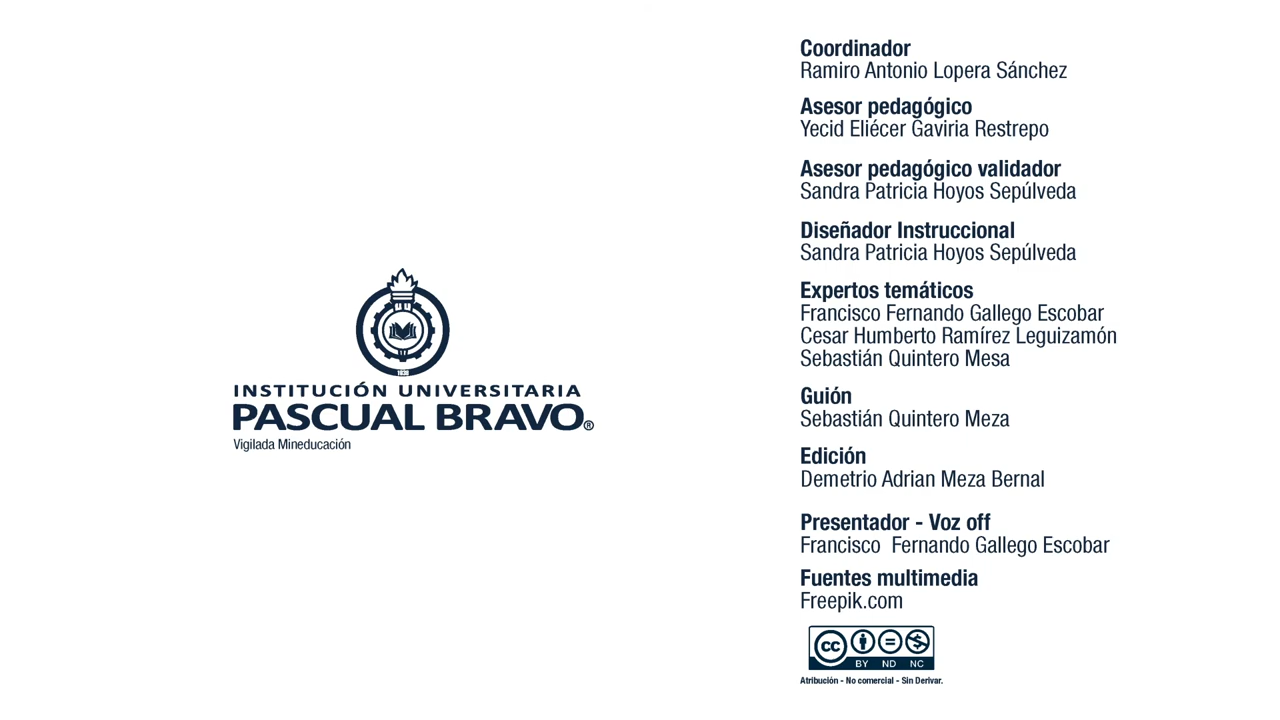 1938
INSTITUCIÓN UNIVERSITARIA
PASCUAL BRAVO®
Vigilada Mineducación
Coordinador
Ramiro Antonio Lopera Sánchez
Asesor pedagógico
Yecid Eliécer Gaviria Restrepo
Asesor pedagógico validador
Sandra Patricia Hoyos Sepúlveda
Diseñador Instruccional
Sandra Patricia Hoyos Sepúlveda
Expertos temáticos
Francisco Fernando Gallego Escobar
Cesar Humberto Ramírez Leguizamón
Sebastián Quintero Mesa
Guión
Sebastián Quintero Meza
Edición
Demetrio Adrian Meza Bernal
Presentador - Voz off
Francisco  Fernando Gallego Escobar
Fuentes multimedia
Freepik.com
cc
BY ND NC
Atribución - No comercial - Sin Derivar.